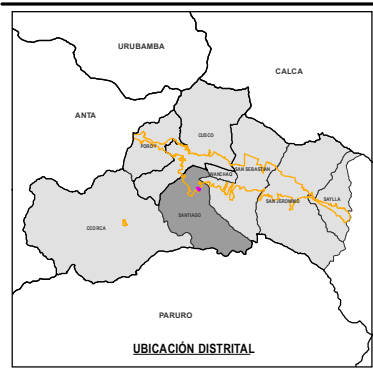 URUBAMBA
CALCA
ANTA
CUSCO
POROY
SAN SEBASTIAN
WANCHAQ
SAN JERONIMO
SAYLLA
SANTIAGO
CCORCA
PARURO
UBICACIÓN DISTRITAL